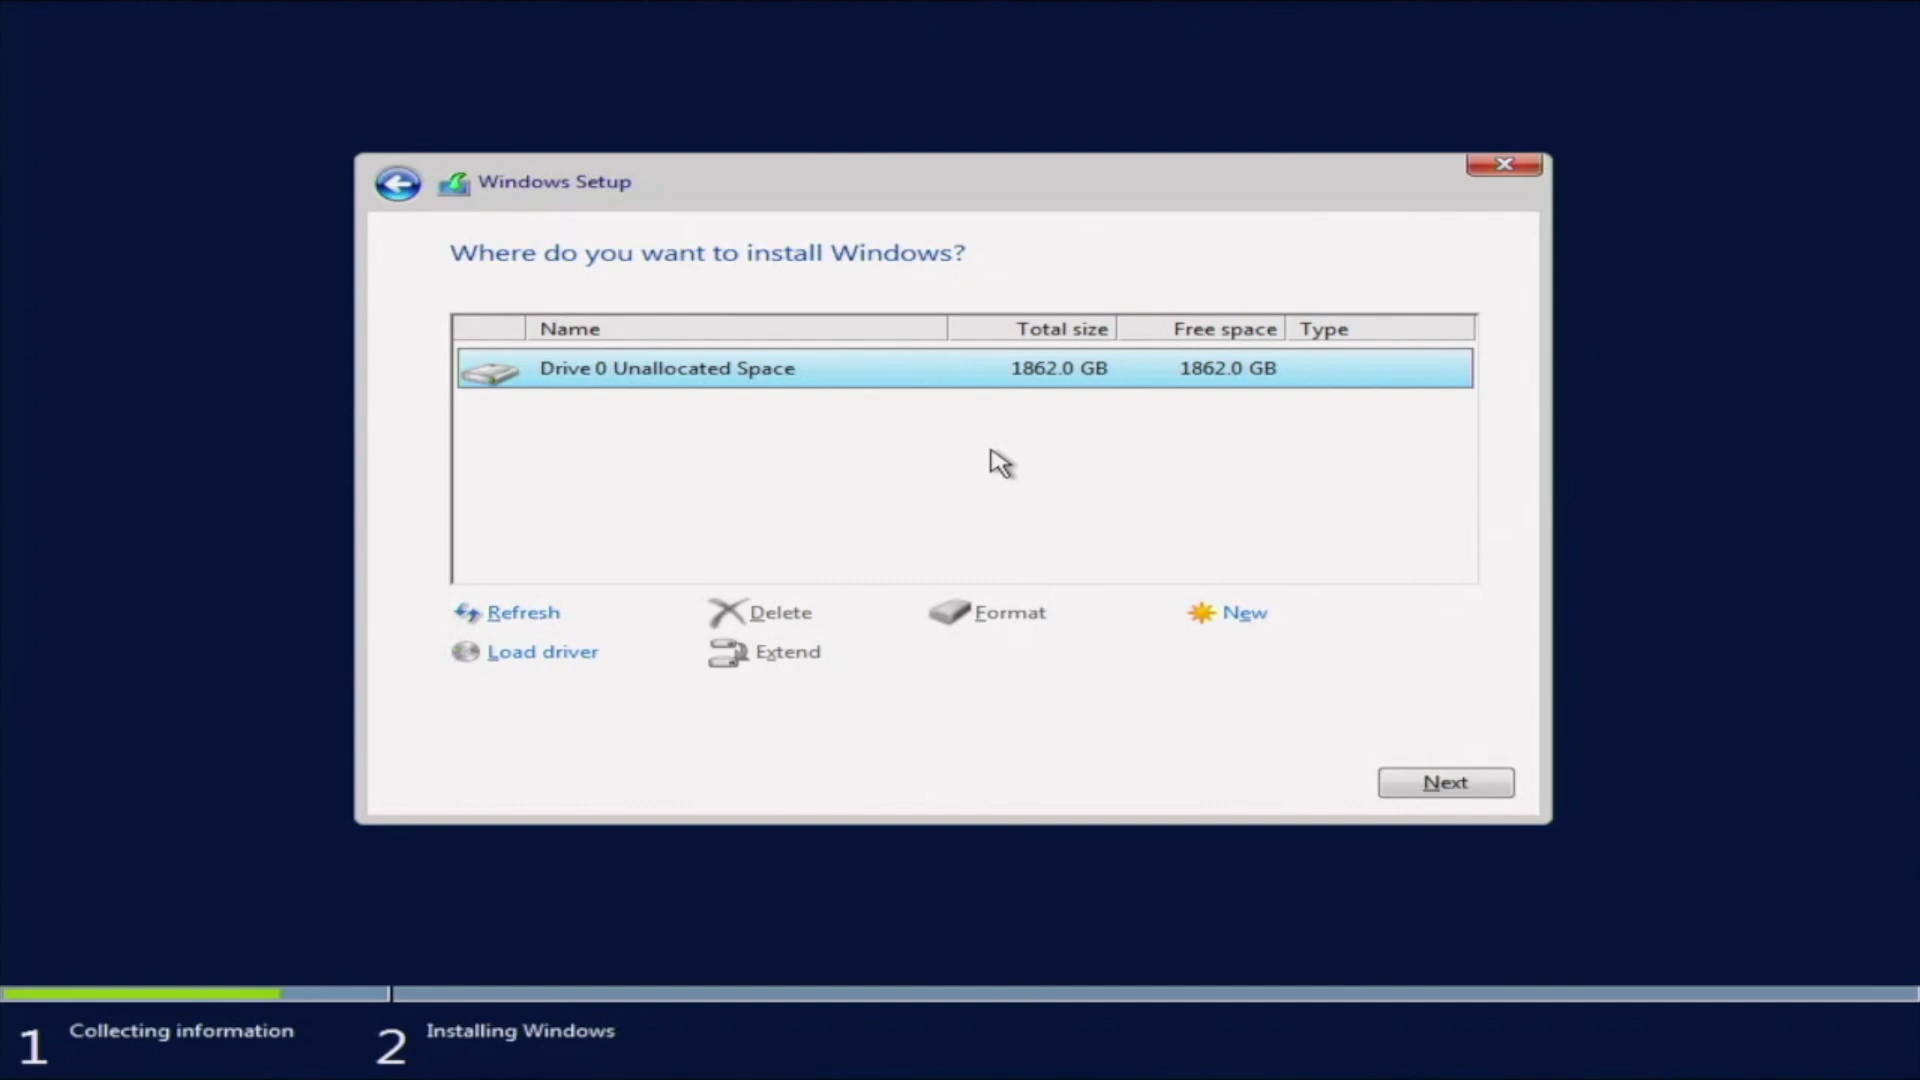 Windows Setup
Where do you want to install Windows?
Name Total size Free space Type
Drive 0 Unallocated Space 1862.0 GB 1862.0 GB
Refresh Delete Format New
Load driver Extend
Next
1 Collecting information 2 Installing Windows